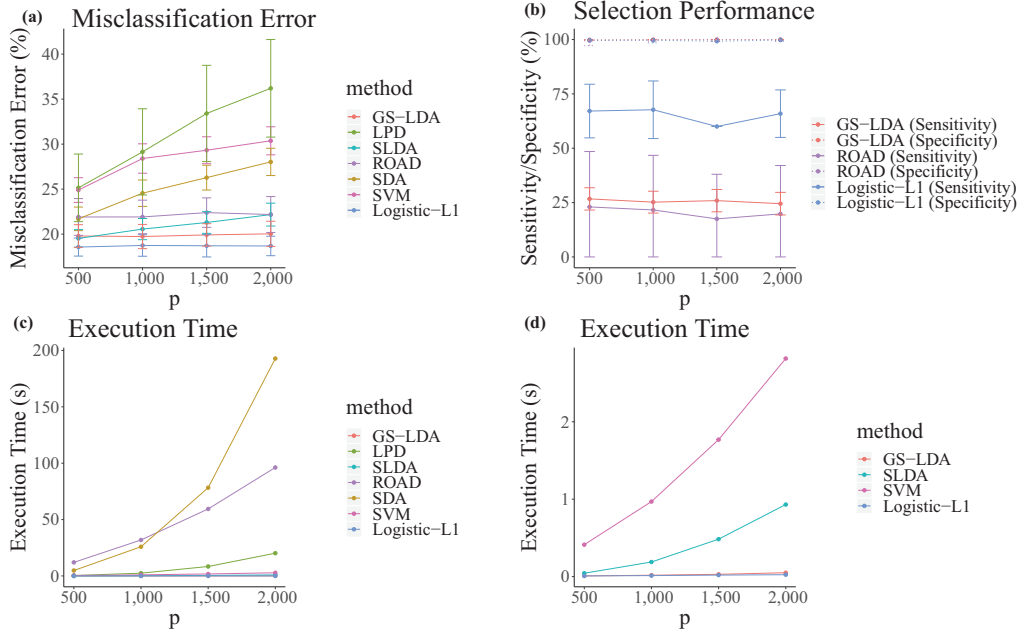 (a) Misclassification Error
Misclassification Error (%)
40
35
30
25
20
500 1,000 1,500 2,000
p
method
GS−LDA
LPD
SLDA
ROAD
SDA
SVM
Logistic−L1
(b) Selection Performance
Sensitivity/Specificity (%)
100
75
50
25
0
500 1,000 1,500 2,000
p
GS−LDA (Sensitivity)
GS−LDA (Specificity)
ROAD (Sensitivity)
ROAD (Specificity)
Logistic−L1 (Sensitivity)
Logistic−L1 (Specificity)
(c) Execution Time
Execution Time (s)
200
150
100
50
0
500 1,000 1,500 2,000
p
method
GS−LDA
LPD
SLDA
ROAD
SDA
SVM
Logistic−L1
(d) Execution Time
Execution Time (s)
2
1
0
500 1,000 1,500 2,000
p
method
GS−LDA
SLDA
SVM
Logistic−L1